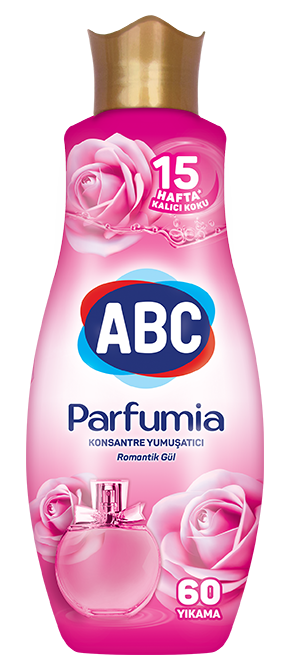 15
HAFTA*
KALICI KOKU
ABC
Parfumia
KONSANTRE YUMUŞATICI
Romantik Gül
60
YIKAMA